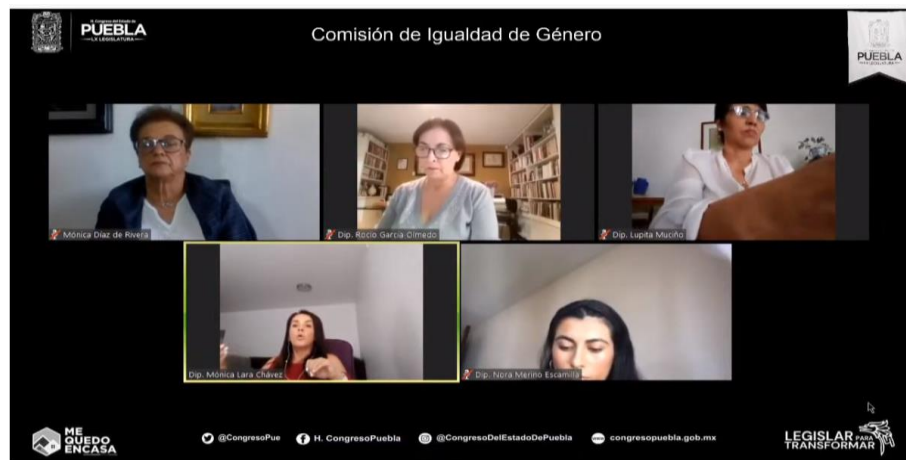 H. Congreso del Estado de
PUEBLA
LX LEGISLATURA
Comisión de Igualdad de Género
PUEBLA
Mónica Díaz de Rivera
Dip. Rocio Garcia Olmedo
Dip. Lupita Muciño
Dip. Mónica Lara Chávez
Dip. Nora Merino Escamilla
ME
QUEDO
ENCASA
@CongresoPue
H. CongresoPuebla
@CongresoDelEstadoDePuebla
congresopuebla.gob.mx
LEGISLAR PARA
TRANSFORMAR